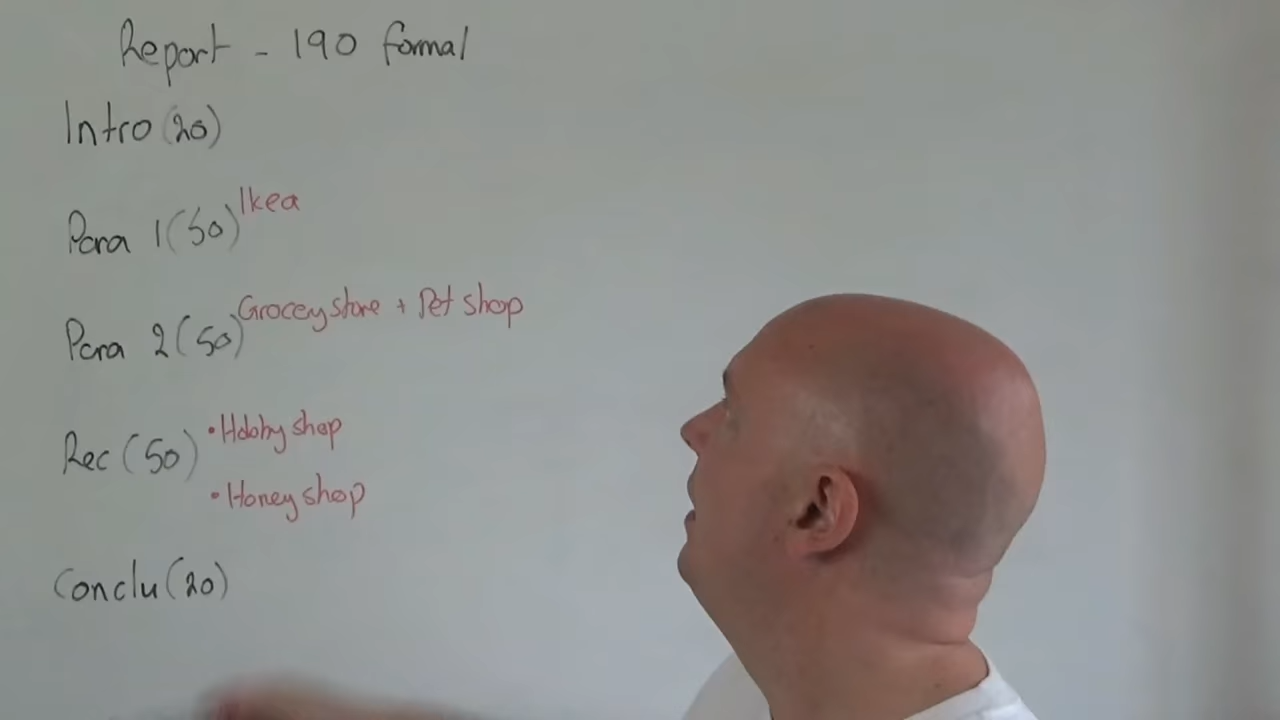 Report - 190 formal
Intro (20)
Para 1 (50) Ikea
Para 2 (50) Grocey store + Pet shop
Rec (50) • Hobby shop
• Honey shop
Conclu (20)